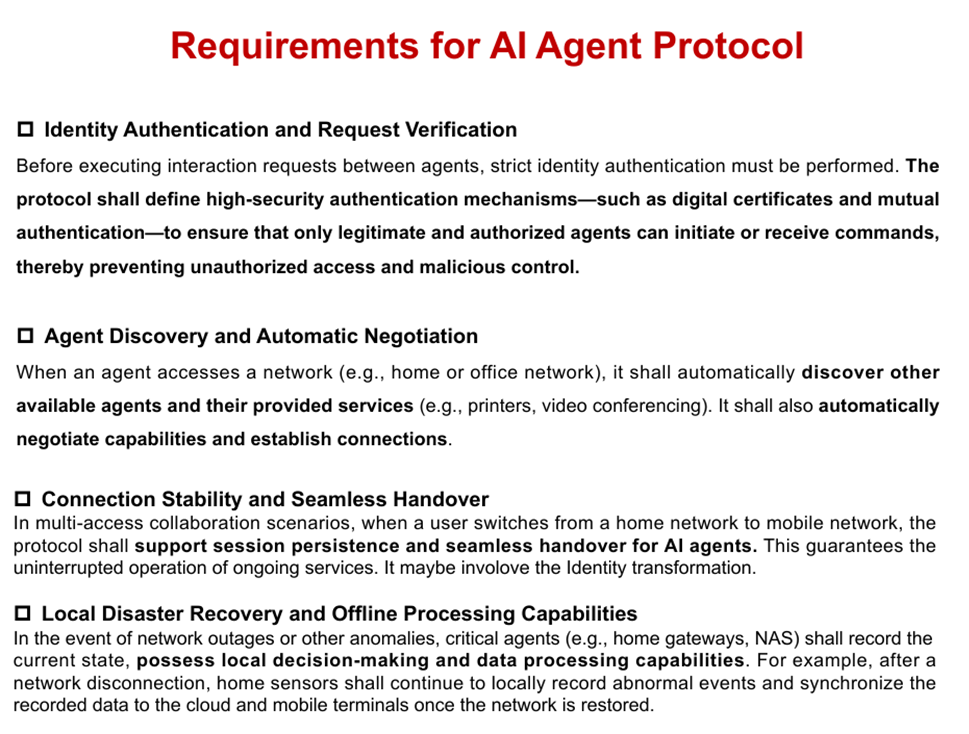 Requirements for AI Agent Protocol
Identity Authentication and Request Verification
Before executing interaction requests between agents, strict identity authentication must be performed. The
protocol shall define high-security authentication mechanisms—such as digital certificates and mutual
authentication—to ensure that only legitimate and authorized agents can initiate or receive commands,
thereby preventing unauthorized access and malicious control.
Agent Discovery and Automatic Negotiation
When an agent accesses a network (e.g., home or office network), it shall automatically discover other
available agents and their provided services (e.g., printers, video conferencing). It shall also automatically
negotiate capabilities and establish connections.
Connection Stability and Seamless Handover
In multi-access collaboration scenarios, when a user switches from a home network to mobile network, the
protocol shall support session persistence and seamless handover for AI agents. This guarantees the
uninterrupted operation of ongoing services. It maybe involove the Identity transformation.
Local Disaster Recovery and Offline Processing Capabilities
In the event of network outages or other anomalies, critical agents (e.g., home gateways, NAS) shall record the
current state, possess local decision-making and data processing capabilities. For example, after a
network disconnection, home sensors shall continue to locally record abnormal events and synchronize the
recorded data to the cloud and mobile terminals once the network is restored.